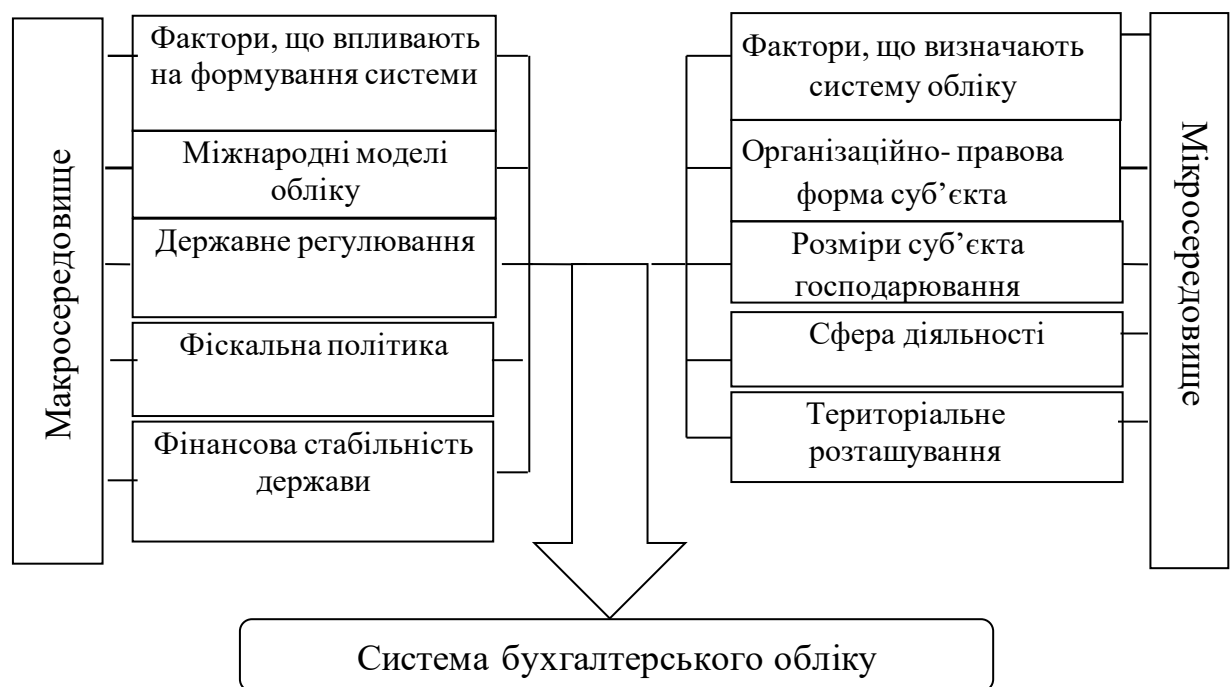 Макросередовище
Фактори, що впливають
на формування системи
Міжнародні моделі
обліку
Державне регулювання
Фіскальна політика
Фінансова стабільність
держави
Фактори, що визначають
систему обліку
Організаційно- правова
форма суб’єкта
Розміри суб’єкта
господарювання
Сфера діяльності
Територіальне
розташування
Мікросередовище
Система бухгалтерського обліку